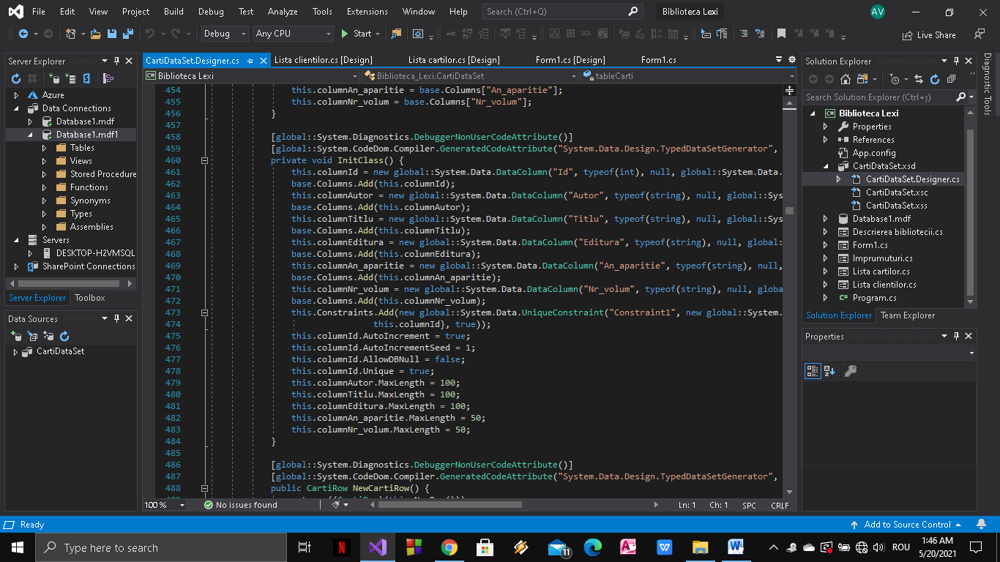 File Edit View Project Build Debug Test Analyze Tools Extensions Window Help Search (Ctrl+Q) Biblioteca Lexi AV
Debug Any CPU Start Live Share
Server Explorer
Azure
Data Connections
Database1.mdf
Database1.mdf1
Tables
Views
Stored Procedure
Functions
Synonyms
Types
Assemblies
Servers
DESKTOP-H2VMSQL
SharePoint Connections
Server Explorer Toolbox
Data Sources
CartiDataSet
CartiDataSet.Designer.cs Lista clientilor.cs [Design] Lista cartilor.cs [Design] Form1.cs [Design] Form1.cs
Biblioteca Lexi Biblioteca_Lexi.CartiDataSet tableCarti
454 this.columnAn_aparitie = base.Columns["An_aparitie"];
455 this.columnNr_volum = base.Columns["Nr_volum"];
456 }
457
458 [global::System.Diagnostics.DebuggerNonUserCodeAttribute()]
459 [global::System.CodeDom.Compiler.GeneratedCodeAttribute("System.Data.Design.TypedDataSetGenerator",
460 private void InitClass() {
461 this.columnId = new global::System.Data.DataColumn("Id", typeof(int), null, global::System.Data.
462 base.Columns.Add(this.columnId);
463 this.columnAutor = new global::System.Data.DataColumn("Autor", typeof(string), null, global::Sys
464 base.Columns.Add(this.columnAutor);
465 this.columnTitlu = new global::System.Data.DataColumn("Titlu", typeof(string), null, global::Sys
466 base.Columns.Add(this.columnTitlu);
467 this.columnEditura = new global::System.Data.DataColumn("Editura", typeof(string), null, global:
468 base.Columns.Add(this.columnEditura);
469 this.columnAn_aparitie = new global::System.Data.DataColumn("An_aparitie", typeof(string), null,
470 base.Columns.Add(this.columnAn_aparitie);
471 this.columnNr_volum = new global::System.Data.DataColumn("Nr_volum", typeof(string), null, globa
472 base.Columns.Add(this.columnNr_volum);
473 this.Constraints.Add(new global::System.Data.UniqueConstraint("Constraint1", new global::System.
474 this.columnId}, true));
475 this.columnId.AutoIncrement = true;
476 this.columnId.AutoIncrementSeed = 1;
477 this.columnId.AllowDBNull = false;
478 this.columnId.Unique = true;
479 this.columnAutor.MaxLength = 100;
480 this.columnTitlu.MaxLength = 100;
481 this.columnEditura.MaxLength = 100;
482 this.columnAn_aparitie.MaxLength = 50;
483 this.columnNr_volum.MaxLength = 50;
484 }
485
486 [global::System.Diagnostics.DebuggerNonUserCodeAttribute()]
487 [global::System.CodeDom.Compiler.GeneratedCodeAttribute("System.Data.Design.TypedDataSetGenerator",
488 public CartiRow NewCartiRow() {
100 % No issues found Ln: 1 Ch: 1 SPC CRLF
Solution Explorer
Search Solution Explorer (Ctrl+ș)
Biblioteca Lexi
Properties
References
App.config
CartiDataSet.xsd
CartiDataSet.Designer.cs
CartiDataSet.xsc
CartiDataSet.xss
Database1.mdf
Descrierea bibliotecii.cs
Form1.cs
Imprumuturi.cs
Lista cartilor.cs
Lista clientilor.cs
Program.cs
Solution Explorer Team Explorer
Properties
Diagnostic Tools
Ready Add to Source Control
Type here to search 11 ROU 1:46 AM
5/20/2021